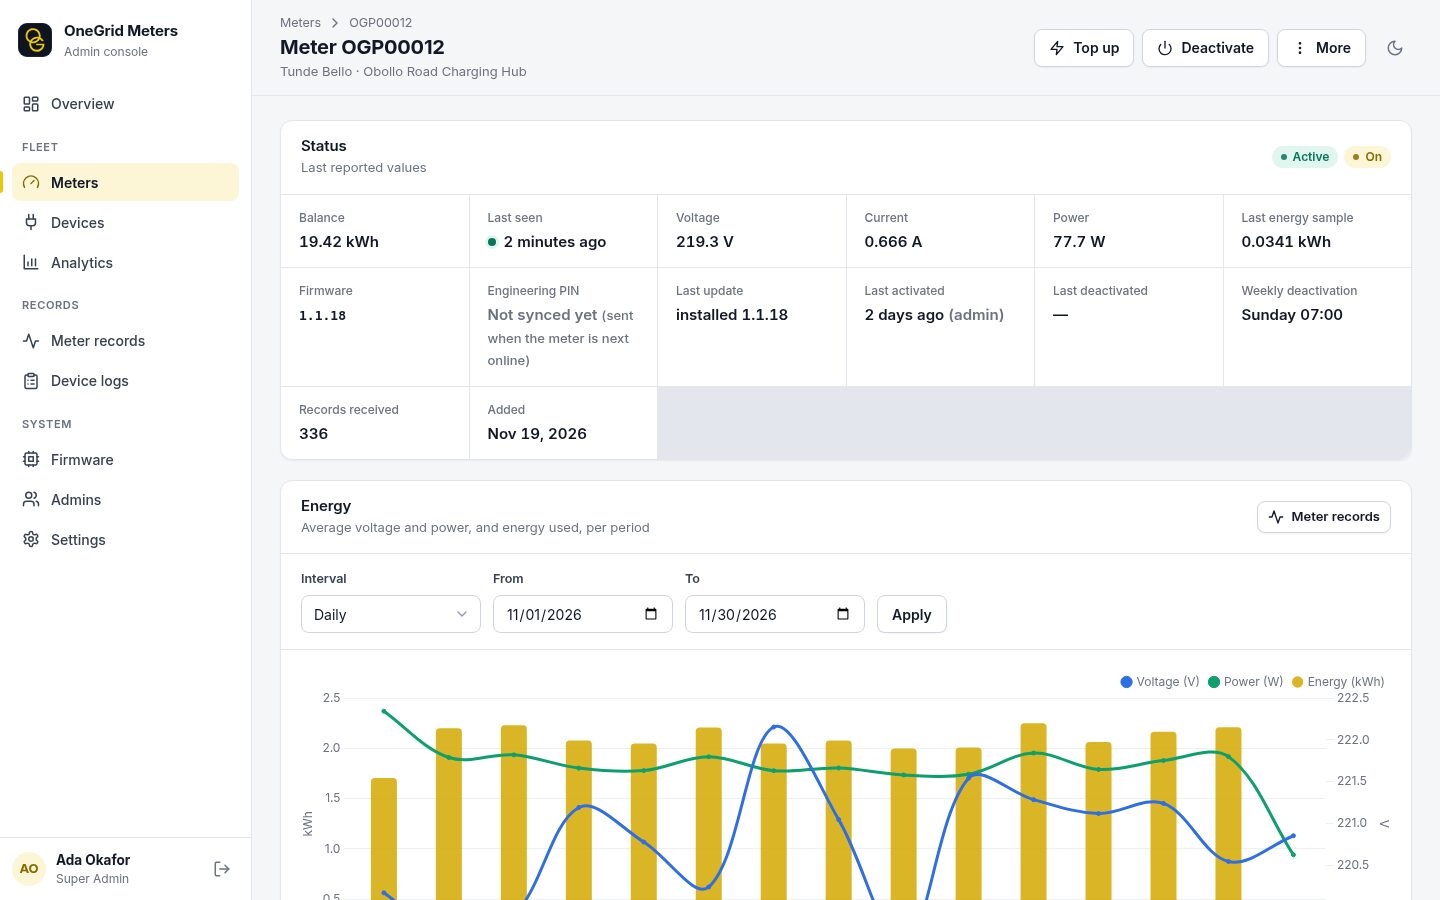 OneGrid Meters
Admin console
Overview
FLEET
Meters
Devices
Analytics
RECORDS
Meter records
Device logs
SYSTEM
Firmware
Admins
Settings
AO
Ada Okafor
Super Admin
Meters > OGP00012
Meter OGP00012
Tunde Bello · Obollo Road Charging Hub
Top up
Deactivate
More
Status
Last reported values
Active
On
Balance
19.42 kWh
Last seen
2 minutes ago
Voltage
219.3 V
Current
0.666 A
Power
77.7 W
Last energy sample
0.0341 kWh
Firmware
1.1.18
Engineering PIN
Not synced yet (sent
when the meter is next
online)
Last update
installed 1.1.18
Last activated
2 days ago (admin)
Last deactivated
—
Weekly deactivation
Sunday 07:00
Records received
336
Added
Nov 19, 2026
Energy
Average voltage and power, and energy used, per period
Meter records
Interval
Daily
From
11/01/2026
To
11/30/2026
Apply
Voltage (V)
Power (W)
Energy (kWh)
2.5
2.0
1.5
1.0
0.5
kWh
222.5
222.0
221.5
221.0
220.5
V